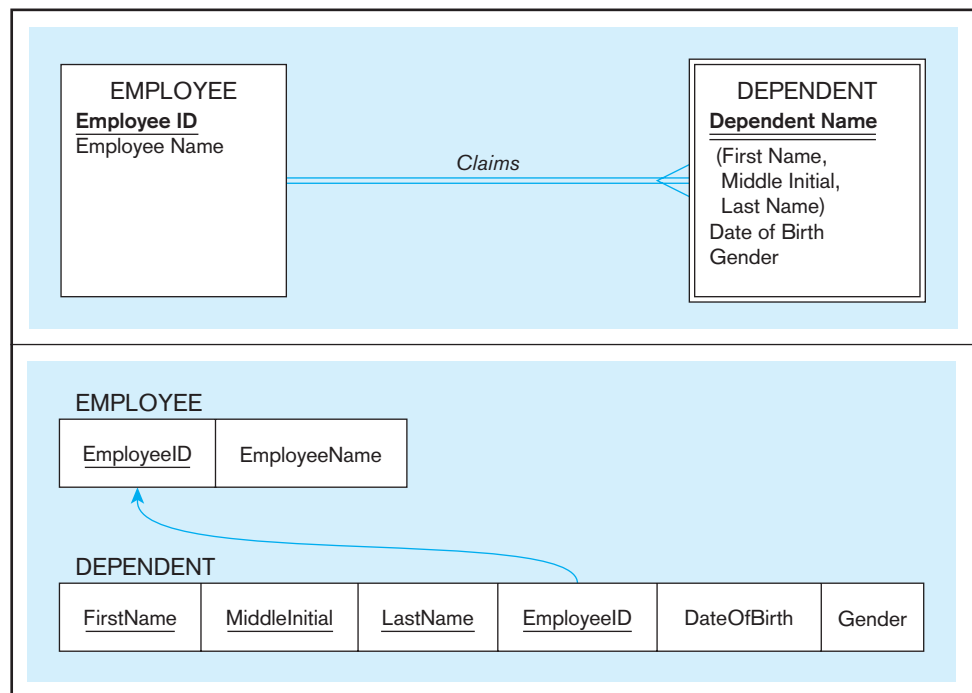 EMPLOYEE
Employee ID
Employee Name
Claims
DEPENDENT
Dependent Name
(First Name,
Middle Initial,
Last Name)
Date of Birth
Gender
EMPLOYEE
EmployeeID EmployeeName
DEPENDENT
FirstName MiddleInitial LastName EmployeeID DateOfBirth Gender